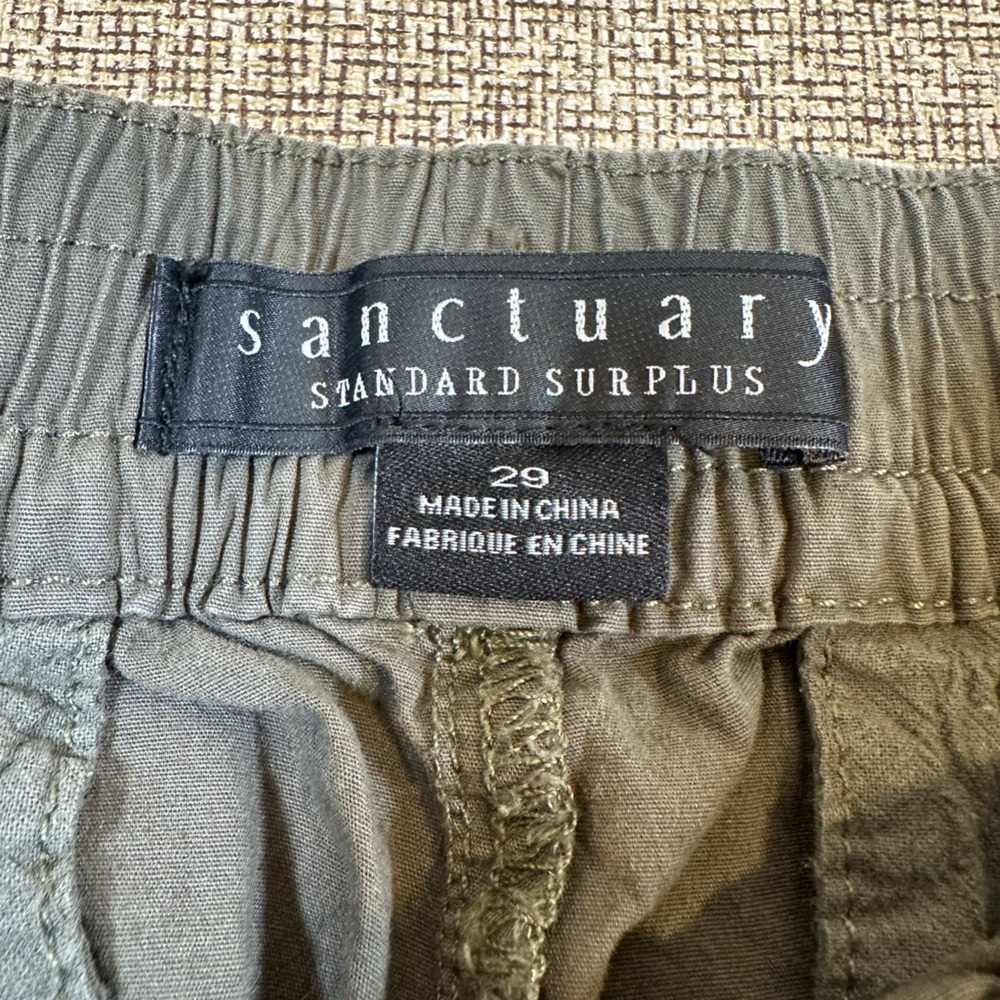 sanctuary
STANDARD SURPLUS
29
MADE IN CHINA
FABRIQUE EN CHINE